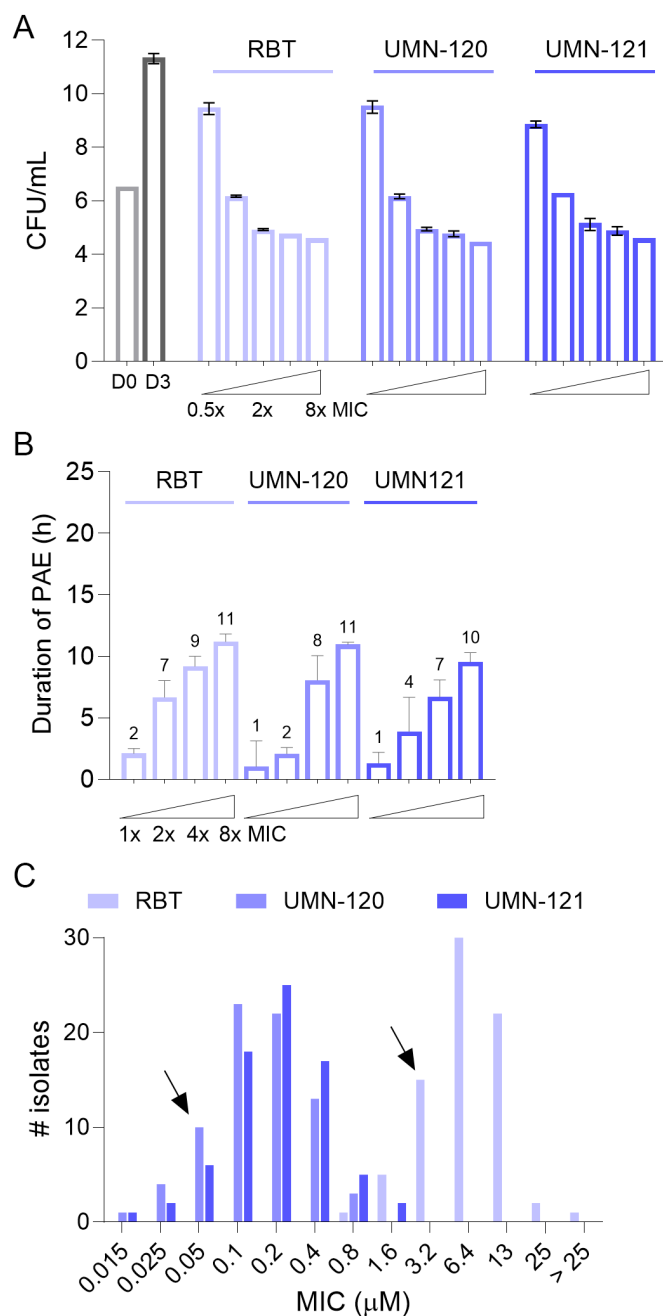 A
RBT UMN-120 UMN-121
12
10
8
6
4
2
0
CFU/mL
D0 D3
0.5x 2x 8x MIC
B
RBT UMN-120 UMN121
25
20
15
10
5
0
Duration of PAE (h)
2 7 9 11 1 2 8 11 1 4 7 10
1x 2x 4x 8x MIC
C
RBT UMN-120 UMN-121
30
20
10
0
# isolates
0.015 0.025 0.05 0.1 0.2 0.4 0.8 1.6 3.2 6.4 13 25 > 25
MIC (μM)